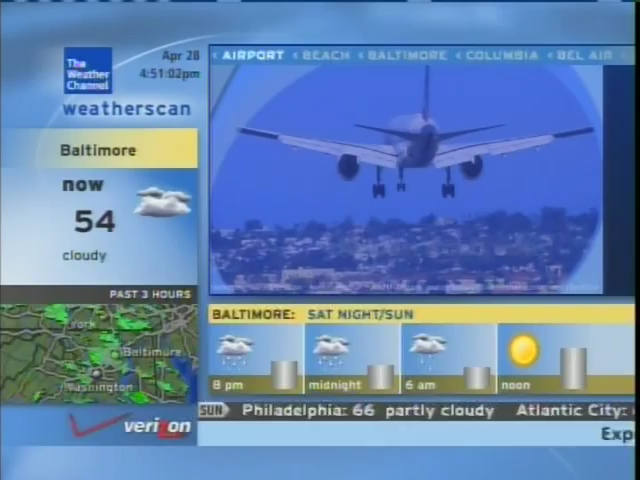 The
Weather
Channel
Apr 28
4:51:02pm
weatherscan
‹ AIRPORT ‹ BEACH ‹ BALTIMORE ‹ COLUMBIA ‹ BEL AIR
Baltimore
now
54
cloudy
PAST 3 HOURS
York
Baltimore
Washington
verizon
BALTIMORE: SAT NIGHT/SUN
8 pm
midnight
6 am
noon
SUN
Philadelphia: 66 partly cloudy Atlantic City:
Exp